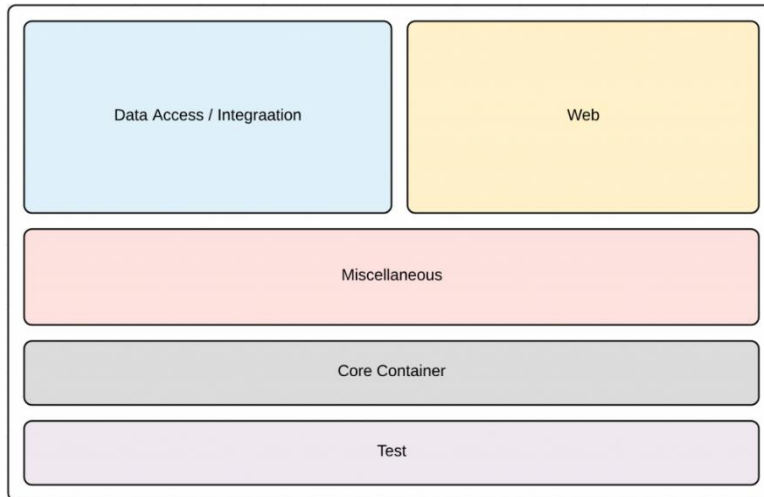 Data Access / Integraation
Web
Miscellaneous
Core Container
Test